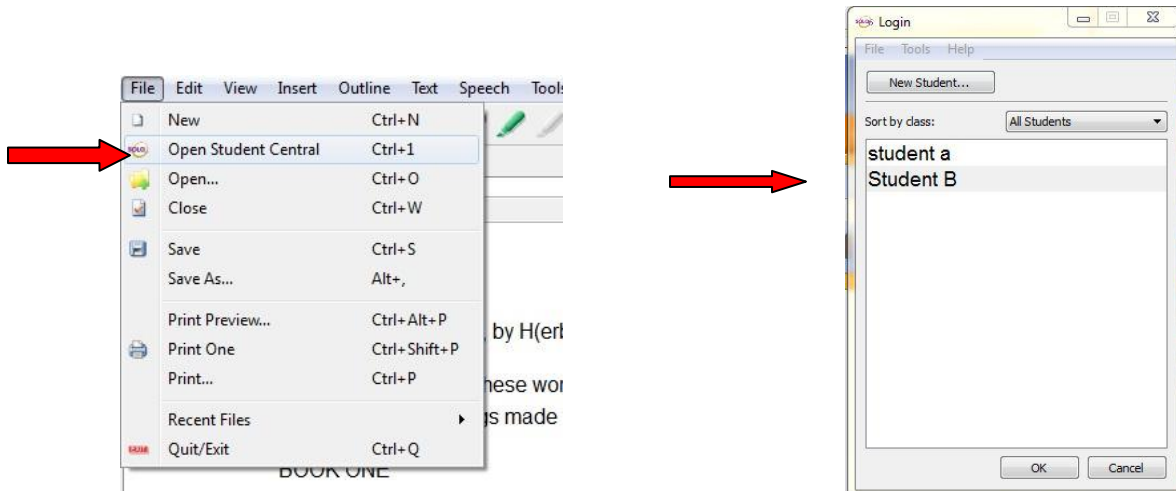 File Edit View Insert Outline Text Speech Tools
New Ctrl+N
Open Student Central Ctrl+1
Open... Ctrl+O
Close Ctrl+W
Save Ctrl+S
Save As... Alt+,
Print Preview... Ctrl+Alt+P
Print One Ctrl+Shift+P
Print... Ctrl+P
Recent Files
Quit/Exit Ctrl+Q
by H(erb
hese wor
gs made
BOOK ONE
Login
File Tools Help
New Student...
Sort by class: All Students
student a
Student B
OK Cancel